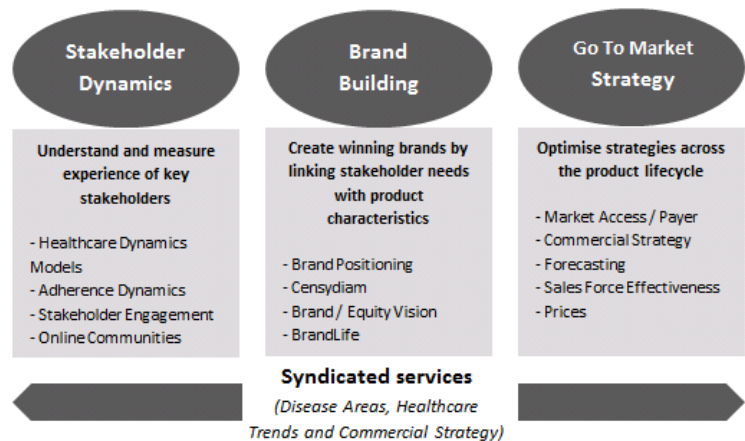 Stakeholder
Dynamics
Understand and measure
experience of key
stakeholders
- Healthcare Dynamics
Models
- Adherence Dynamics
- Stakeholder Engagement
- Online Communities
Brand
Building
Create winning brands by
linking stakeholder needs
with product
characteristics
- Brand Positioning
- Censydiam
- Brand / Equity Vision
- BrandLife
Go To Market
Strategy
Optimise strategies across
the product lifecycle
- Market Access / Payer
- Commercial Strategy
- Forecasting
- Sales Force Effectiveness
- Prices
Syndicated services
(Disease Areas, Healthcare
Trends and Commercial Strategy)